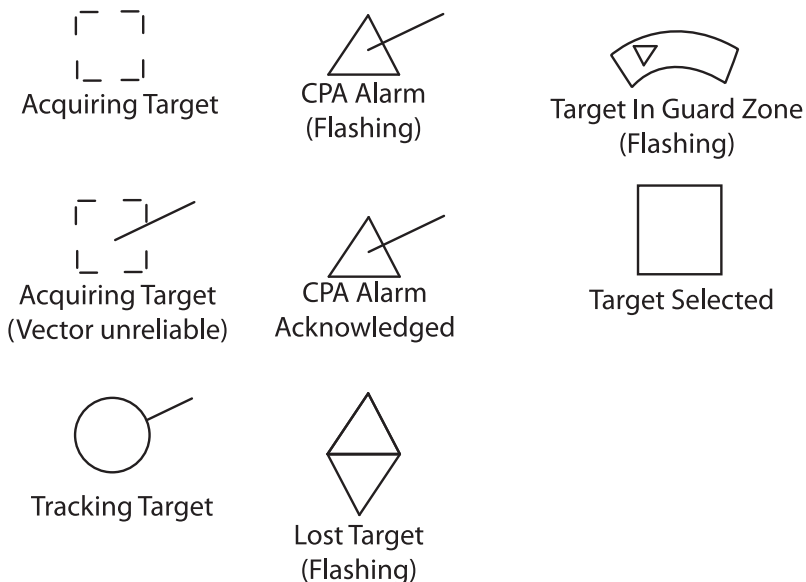 Acquiring Target
CPA Alarm
(Flashing)
Target In Guard Zone
(Flashing)
Acquiring Target
(Vector unreliable)
CPA Alarm
Acknowledged
Target Selected
Tracking Target
Lost Target
(Flashing)